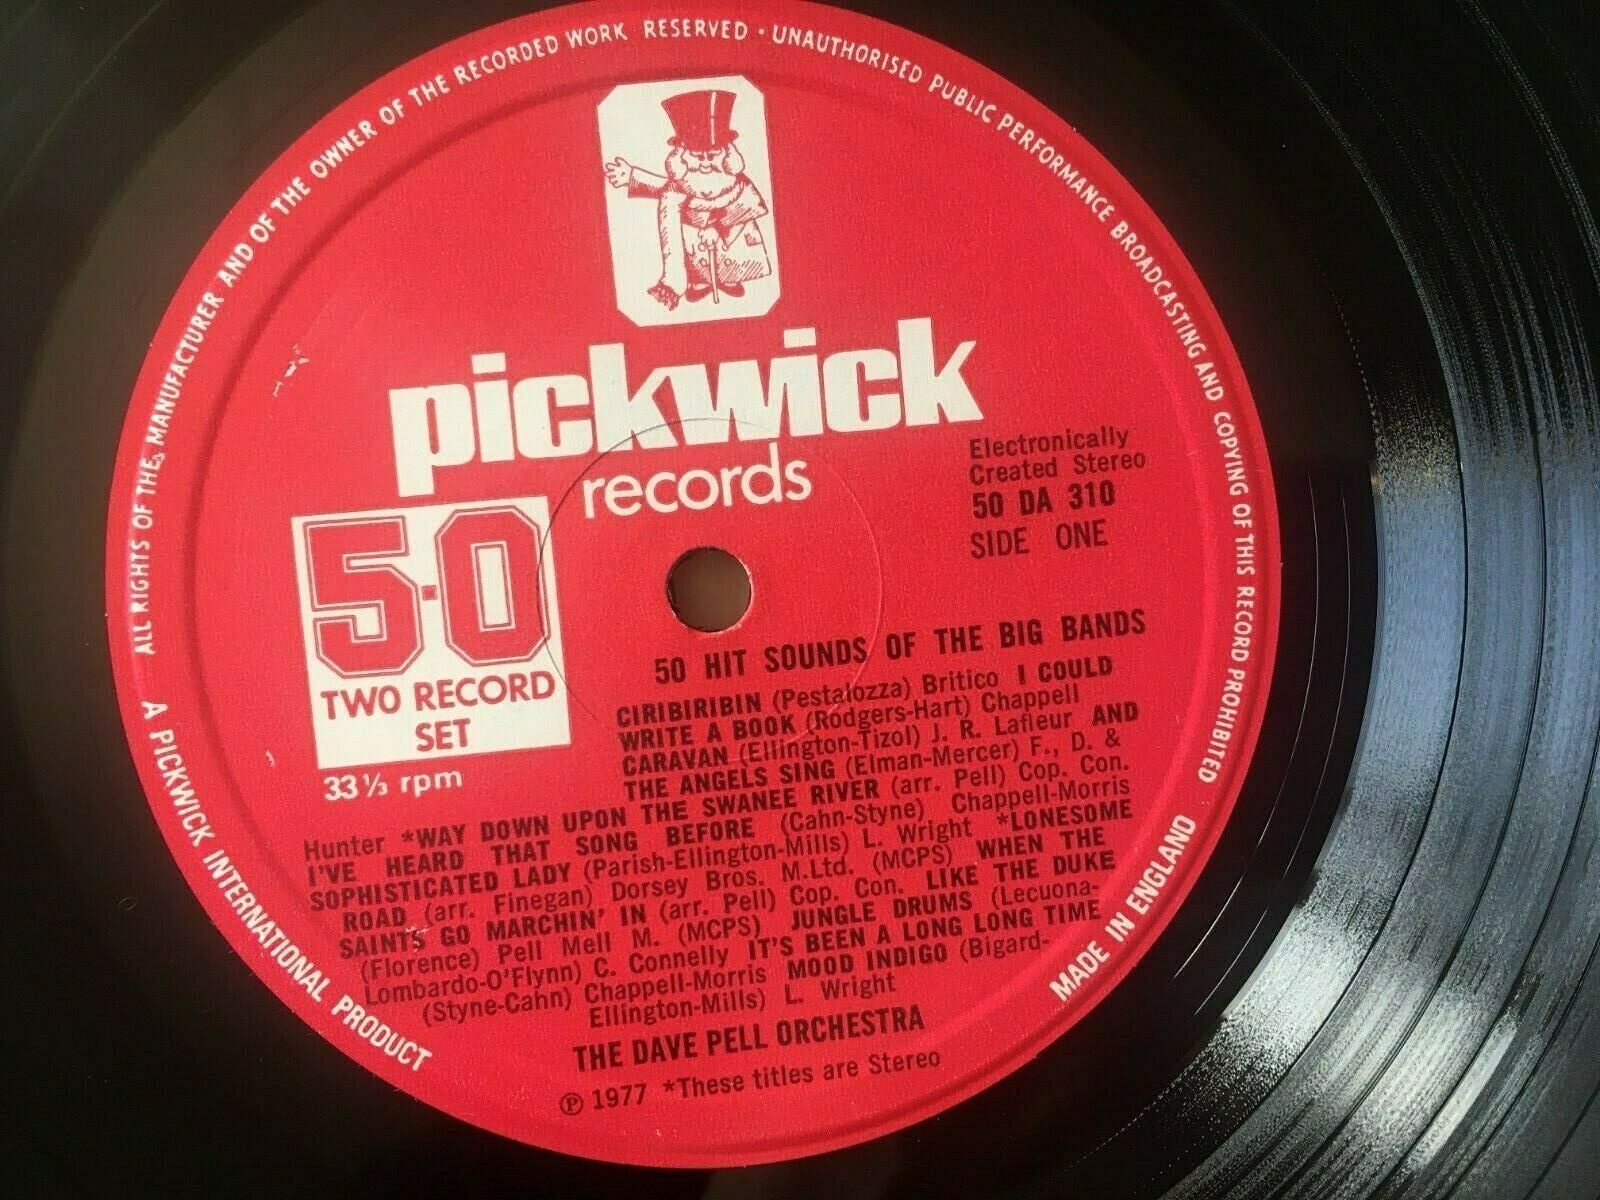 ALL RIGHTS OF THE MANUFACTURER AND OF THE OWNER OF THE RECORDED WORK RESERVED · UNAUTHORISED PUBLIC PERFORMANCE BROADCASTING AND COPYING OF THIS RECORD PROHIBITED
pickwick
records
Electronically
Created Stereo
50 DA 310
SIDE ONE
5·0
TWO RECORD
SET
33⅓ rpm
50 HIT SOUNDS OF THE BIG BANDS
CIRIBIRIBIN (Pestalozza) Britico I COULD
WRITE A BOOK (Rodgers-Hart) Chappell
CARAVAN (Ellington-Tizol) J. R. Lafleur AND
THE ANGELS SING (Elman-Mercer) F., D. &
Hunter *WAY DOWN UPON THE SWANEE RIVER (arr. Pell) Cop. Con.
I'VE HEARD THAT SONG BEFORE (Cahn-Styne) Chappell-Morris
SOPHISTICATED LADY (Parish-Ellington-Mills) L. Wright *LONESOME
ROAD (arr. Finegan) Dorsey Bros. M.Ltd. (MCPS) WHEN THE
SAINTS GO MARCHIN' IN (arr. Pell) Cop. Con. LIKE THE DUKE
(Florence) Pell Mell M. (MCPS) JUNGLE DRUMS (Lecuona-
Lombardo-O'Flynn) C. Connelly IT'S BEEN A LONG LONG TIME
(Styne-Cahn) Chappell-Morris MOOD INDIGO (Bigard-
Ellington-Mills) L. Wright
THE DAVE PELL ORCHESTRA
℗ 1977 *These titles are Stereo
A PICKWICK INTERNATIONAL PRODUCT
MADE IN ENGLAND